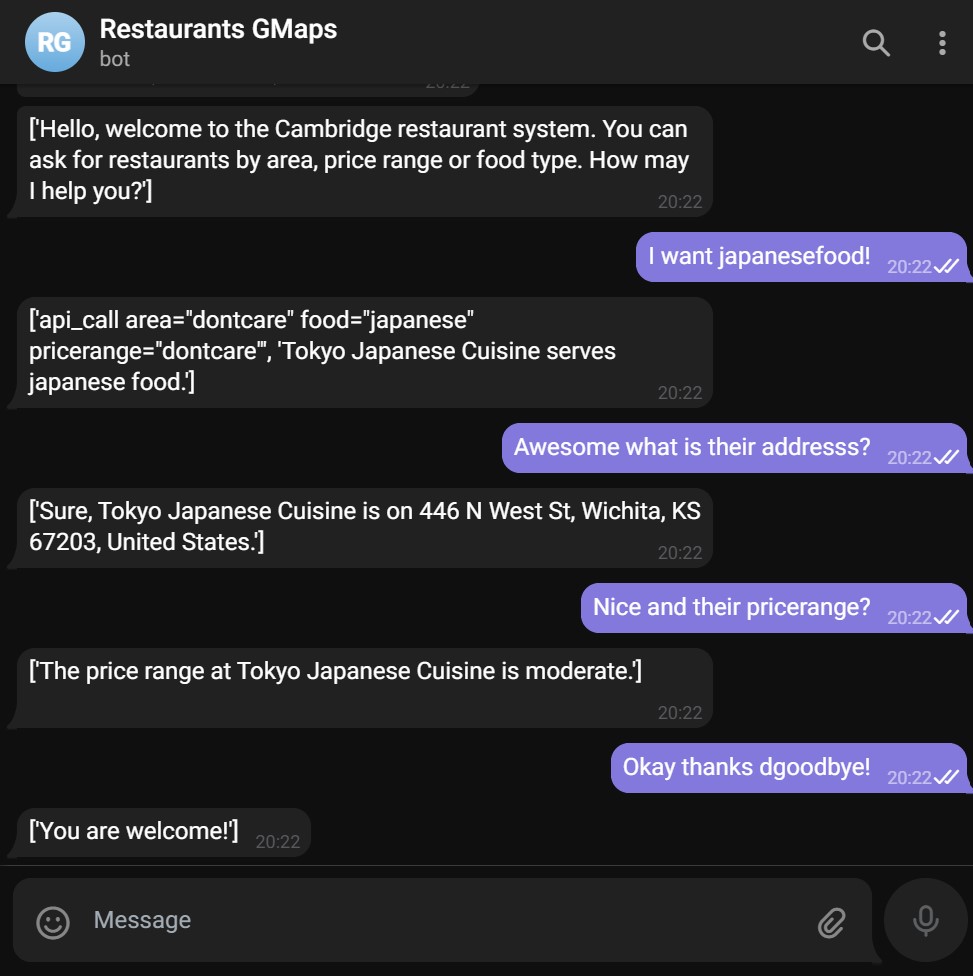 RG
Restaurants GMaps
bot
20:22
['Hello, welcome to the Cambridge restaurant system. You can
ask for restaurants by area, price range or food type. How may
I help you?']
20:22
I want japanesefood!
20:22
['api_call area="dontcare" food="japanese"
pricerange="dontcare"', 'Tokyo Japanese Cuisine serves
japanese food.']
20:22
Awesome what is their addresss?
20:22
['Sure, Tokyo Japanese Cuisine is on 446 N West St, Wichita, KS
67203, United States.']
20:22
Nice and their pricerange?
20:22
['The price range at Tokyo Japanese Cuisine is moderate.']
20:22
Okay thanks dgoodbye!
20:22
['You are welcome!']
20:22
Message